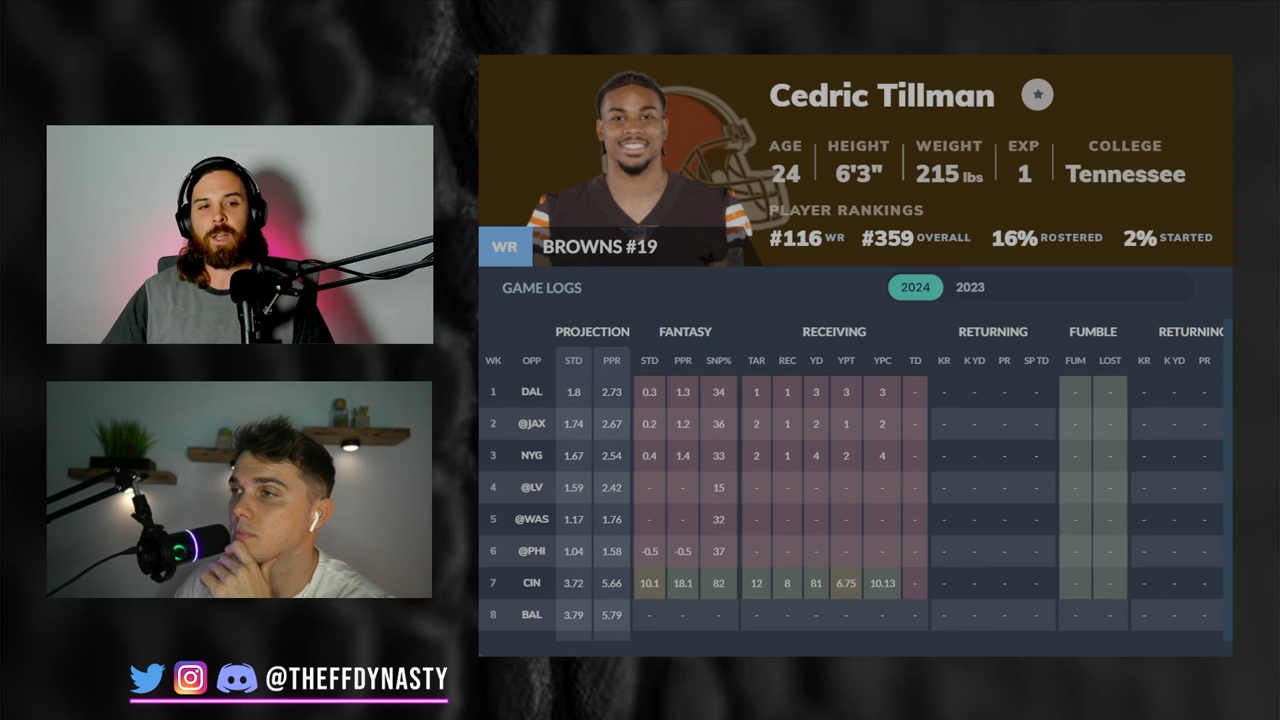 Cedric Tillman
AGE HEIGHT WEIGHT EXP COLLEGE
24 6'3" 215 lbs 1 Tennessee
PLAYER RANKINGS
#116 WR #359 OVERALL 16% ROSTERED 2% STARTED
WR BROWNS #19
GAME LOGS 2024 2023
PROJECTION FANTASY RECEIVING RETURNING FUMBLE RETURNING
WK OPP STD PPR STD PPR SNP% TAR REC YD YPT YPC TD KR K YD PR SP TD FUM LOST KR K YD PR
1 DAL 1.8 2.73 0.3 1.3 34 1 1 3 3 3 - - - - - - - - - -
2 @JAX 1.74 2.67 0.2 1.2 36 2 1 2 1 2 - - - - - - - - - -
3 NYG 1.67 2.54 0.4 1.4 33 2 1 4 2 4 - - - - - - - - - -
4 @LV 1.59 2.42 - - 15 - - - - - - - - - - - - - - -
5 @WAS 1.17 1.76 - - 32 - - - - - - - - - - - - - - -
6 @PHI 1.04 1.58 -0.5 -0.5 37 - - - - - - - - - - - - - - -
7 CIN 3.72 5.66 10.1 18.1 82 12 8 81 6.75 10.13 - - - - - - - - - -
8 BAL 3.79 5.79 - - - - - - - - - - - - - - - - - -
@THEFFDYNASTY